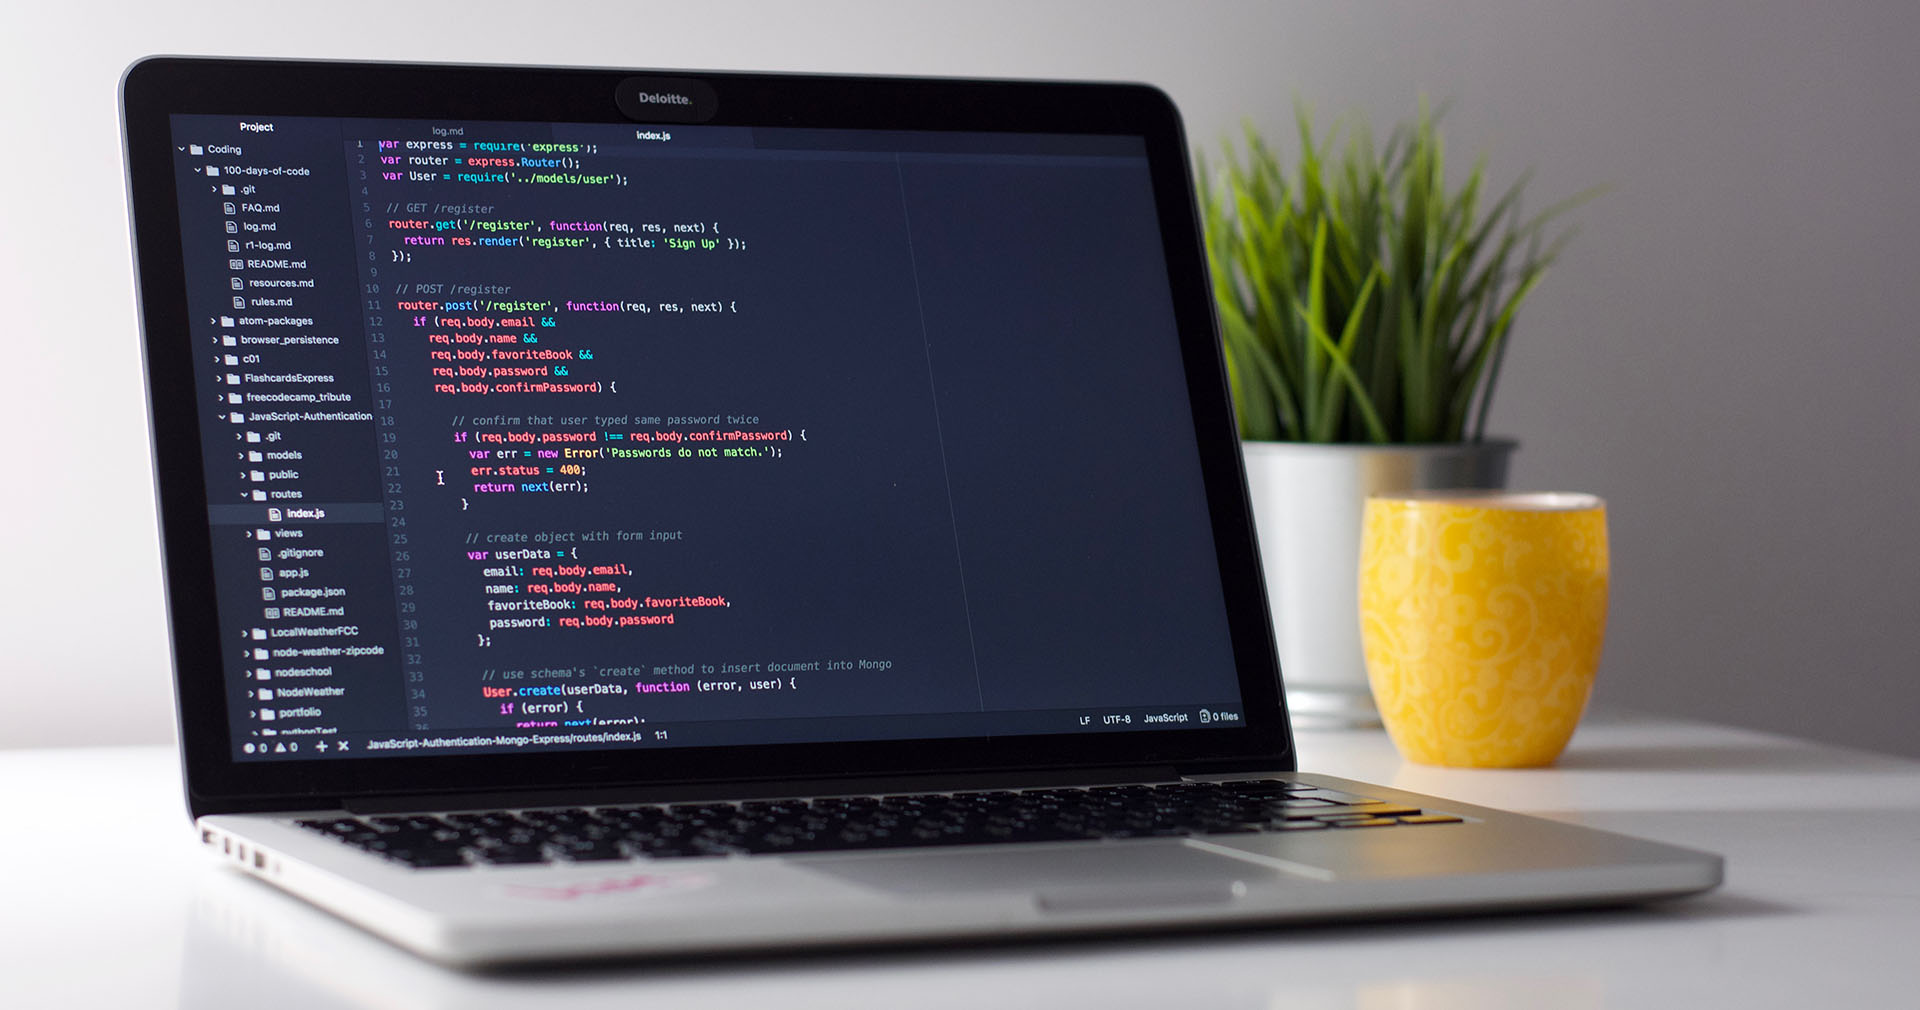 Deloitte.
Project
log.md
index.js
Coding
100-days-of-code
.git
FAQ.md
log.md
r1-log.md
README.md
resources.md
rules.md
atom-packages
browser_persistence
c01
FlashcardsExpress
freecodecamp_tribute
JavaScript-Authentication
.git
models
public
routes
index.js
views
.gitignore
app.js
package.json
README.md
LocalWeatherFCC
node-weather-zipcode
nodeschool
NodeWeather
portfolio
pythonTest
1 var express = require('express');
2 var router = express.Router();
3 var User = require('../models/user');
4
5 // GET /register
6 router.get('/register', function(req, res, next) {
7 return res.render('register', { title: 'Sign Up' });
8 });
9
10 // POST /register
11 router.post('/register', function(req, res, next) {
12 if (req.body.email &&
13 req.body.name &&
14 req.body.favoriteBook &&
15 req.body.password &&
16 req.body.confirmPassword) {
17
18 // confirm that user typed same password twice
19 if (req.body.password !== req.body.confirmPassword) {
20 var err = new Error('Passwords do not match.');
21 err.status = 400;
22 return next(err);
23 }
24
25 // create object with form input
26 var userData = {
27 email: req.body.email,
28 name: req.body.name,
29 favoriteBook: req.body.favoriteBook,
30 password: req.body.password
31 };
32
33 // use schema's `create` method to insert document into Mongo
34 User.create(userData, function (error, user) {
35 if (error) {
36 return next(error);
0 0 + × JavaScript-Authentication-Mongo-Express/routes/index.js 1:1 LF UTF-8 JavaScript 0 files